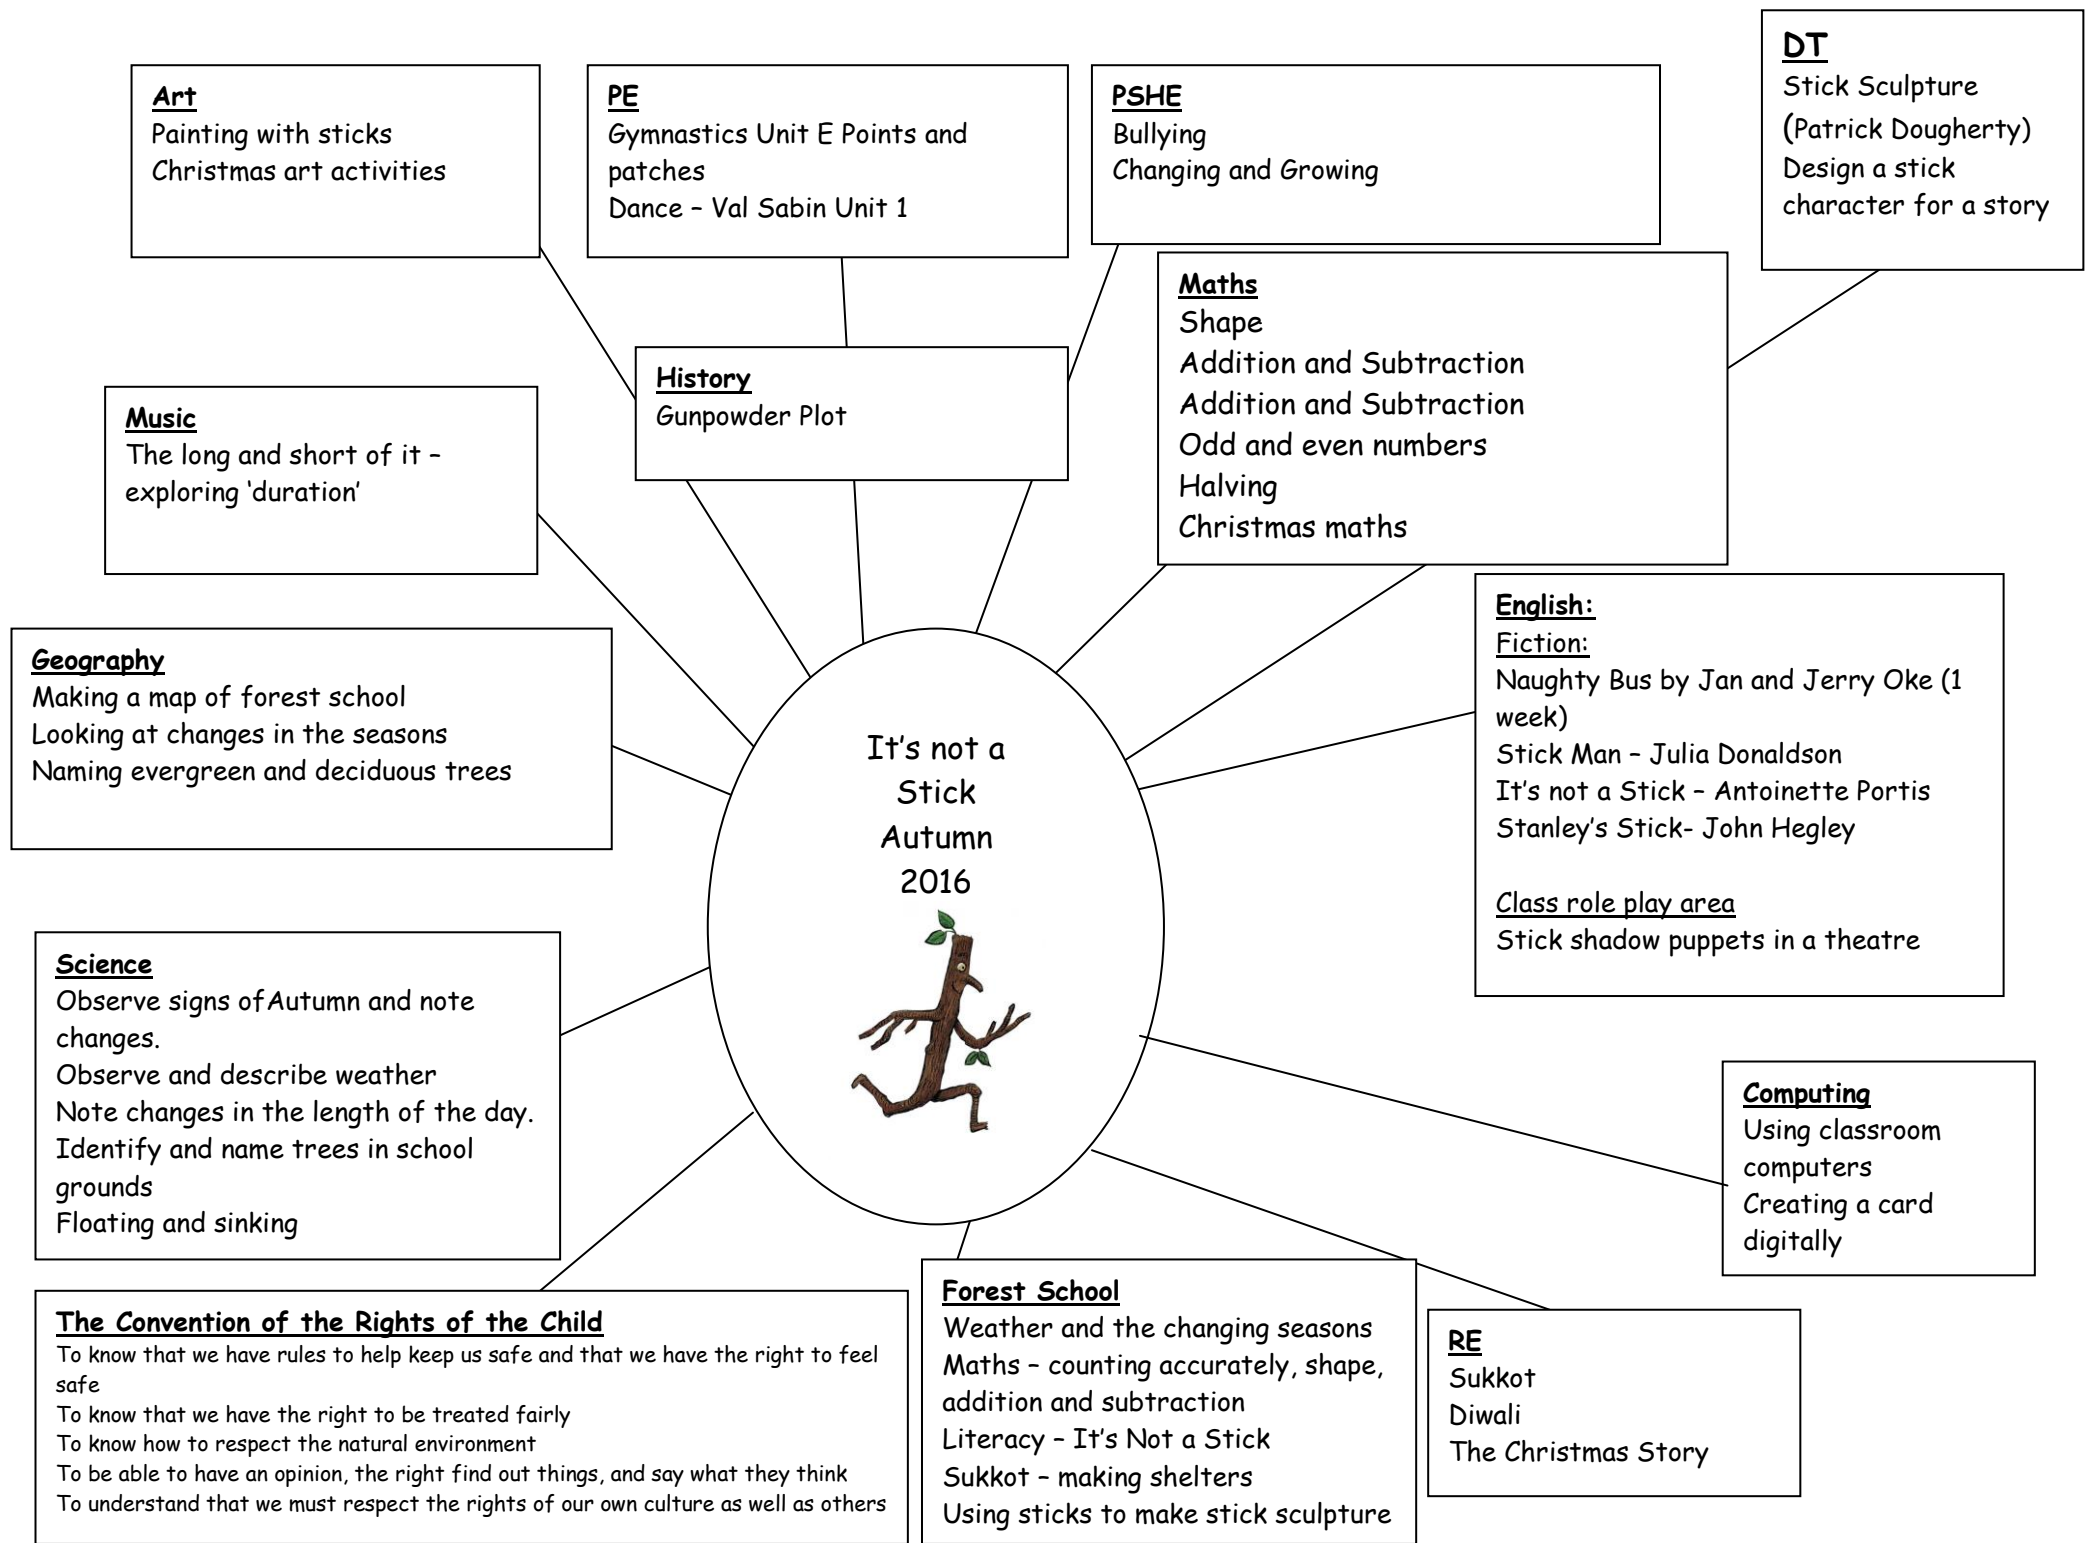 Art
Painting with sticks
Christmas art activities
PE
Gymnastics Unit E Points and
patches
Dance – Val Sabin Unit 1
PSHE
Bullying
Changing and Growing
DT
Stick Sculpture
(Patrick Dougherty)
Design a stick
character for a story
Maths
Shape
Addition and Subtraction
Addition and Subtraction
Odd and even numbers
Halving
Christmas maths
History
Gunpowder Plot
Music
The long and short of it –
exploring ‘duration’
English:
Fiction:
Naughty Bus by Jan and Jerry Oke (1
week)
Stick Man – Julia Donaldson
It’s not a Stick – Antoinette Portis
Stanley’s Stick- John Hegley
Class role play area
Stick shadow puppets in a theatre
Geography
Making a map of forest school
Looking at changes in the seasons
Naming evergreen and deciduous trees
It’s not a
Stick
Autumn
2016
Science
Observe signs ofAutumn and note
changes.
Observe and describe weather
Note changes in the length of the day.
Identify and name trees in school
grounds
Floating and sinking
Computing
Using classroom
computers
Creating a card
digitally
The Convention of the Rights of the Child
To know that we have rules to help keep us safe and that we have the right to feel
safe
To know that we have the right to be treated fairly
To know how to respect the natural environment
To be able to have an opinion, the right find out things, and say what they think
To understand that we must respect the rights of our own culture as well as others
Forest School
Weather and the changing seasons
Maths – counting accurately, shape,
addition and subtraction
Literacy – It’s Not a Stick
Sukkot – making shelters
Using sticks to make stick sculpture
RE
Sukkot
Diwali
The Christmas Story